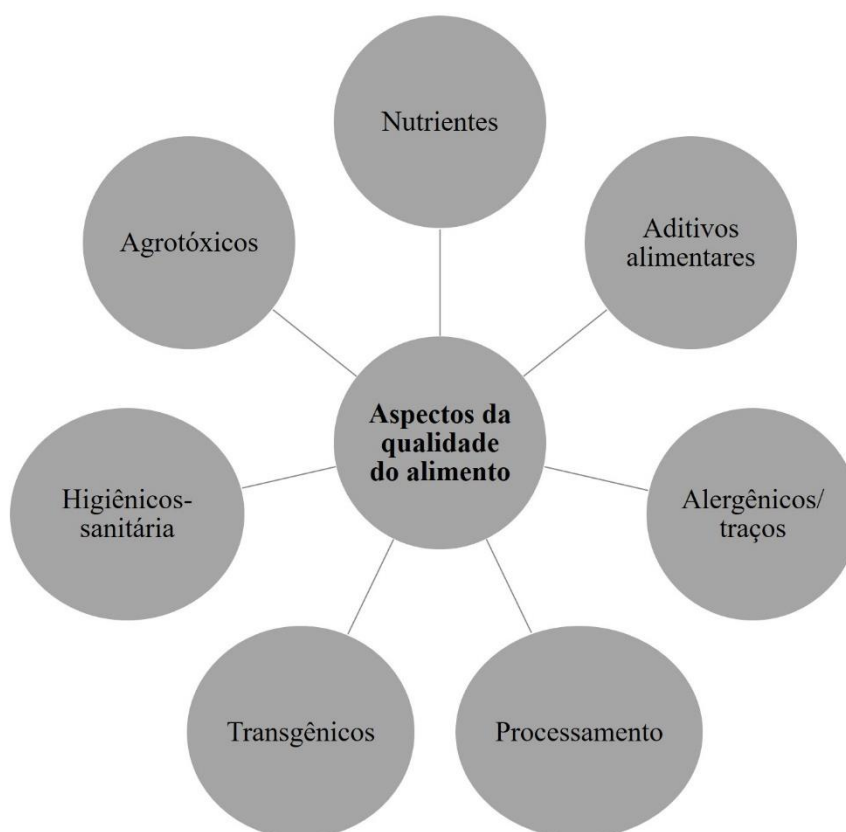 Nutrientes
Aditivos
alimentares
Agrotóxicos
Aspectos da
qualidade
do alimento
Higiênicos-
sanitária
Alergênicos/
traços
Transgênicos
Processamento